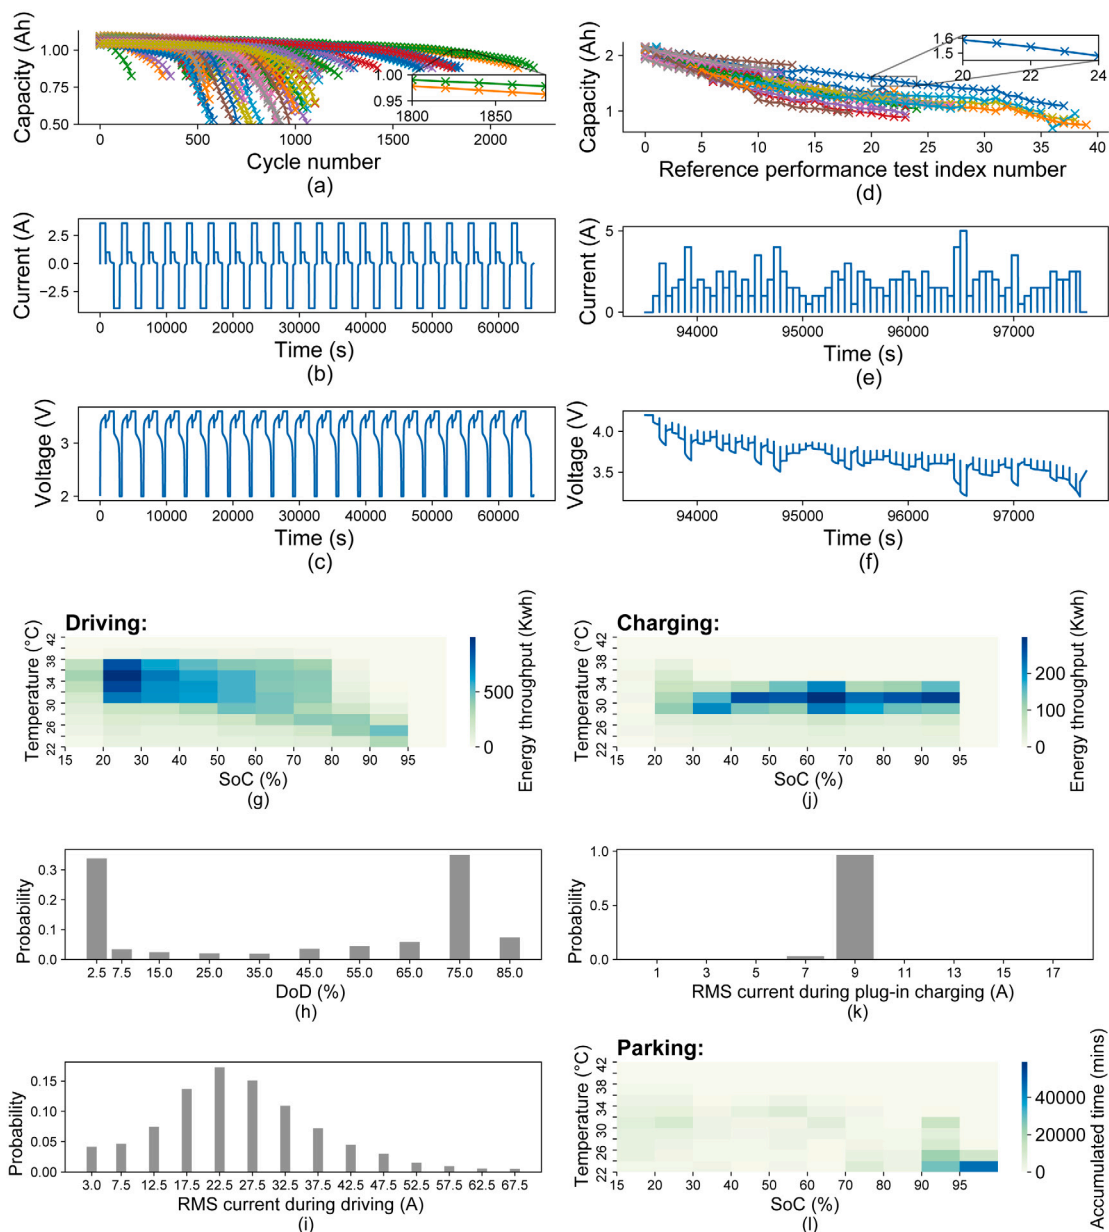 Capacity (Ah)
1.00
0.75
0.50
1.00
0.95
1800 1850
0 500 1000 1500 2000
Cycle number
(a)
Capacity (Ah)
2
1
1.6
1.5
20 22 24
0 5 10 15 20 25 30 35 40
Reference performance test index number
(d)
Current (A)
2.5
0.0
−2.5
0 10000 20000 30000 40000 50000 60000
Time (s)
(b)
Current (A)
5
0
94000 95000 96000 97000
Time (s)
(e)
Voltage (V)
3
2
0 10000 20000 30000 40000 50000 60000
Time (s)
(c)
Voltage (V)
4.0
3.5
94000 95000 96000 97000
Time (s)
(f)
Driving:
Temperature (°C)
42
38
34
30
26
22
15 20 30 40 50 60 70 80 90 95
SoC (%)
(g)
500
0
Energy throughput (Kwh)
Charging:
Temperature (°C)
42
38
34
30
26
22
15 20 30 40 50 60 70 80 90 95
SoC (%)
(j)
200
100
0
Energy throughput (Kwh)
Probability
0.3
0.2
0.1
0.0
2.5 7.5 15.0 25.0 35.0 45.0 55.0 65.0 75.0 85.0
DoD (%)
(h)
Probability
1.0
0.5
0.0
1 3 5 7 9 11 13 15 17
RMS current during plug-in charging (A)
(k)
Probability
0.15
0.10
0.05
0.00
3.0 7.5 12.5 17.5 22.5 27.5 32.5 37.5 42.5 47.5 52.5 57.5 62.5 67.5
RMS current during driving (A)
(i)
Parking:
Temperature (°C)
42
38
34
30
26
22
15 20 30 40 50 60 70 80 90 95
SoC (%)
(l)
40000
20000
0
Accumulated time (mins)